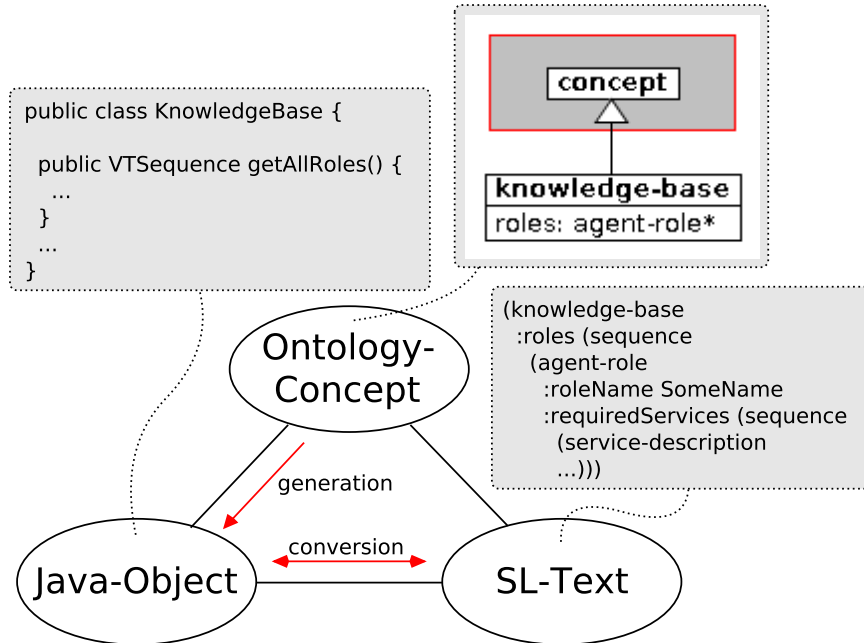 concept
knowledge-base
roles: agent-role*
public class KnowledgeBase {
public VTSequence getAllRoles() {
...
}
...
}
(knowledge-base
:roles (sequence
(agent-role
:roleName SomeName
:requiredServices (sequence
(service-description
...)))
Ontology-
Concept
generation
conversion
Java-Object
SL-Text